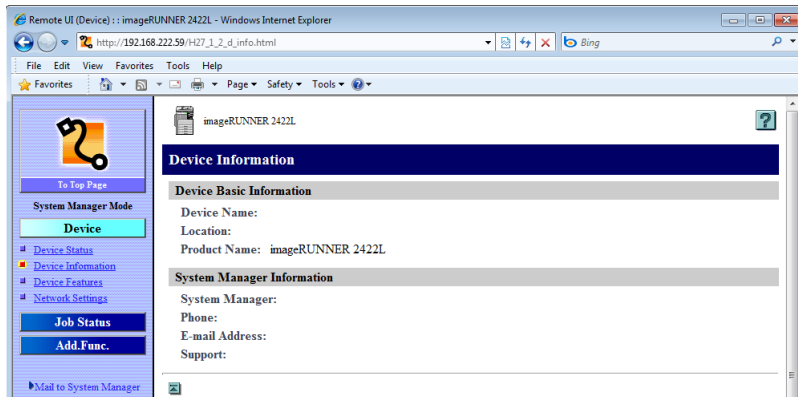 Remote UI (Device) : : imageRUNNER 2422L - Windows Internet Explorer
http://192.168.222.59/H27_1_2_d_info.html
Bing
File Edit View Favorites Tools Help
Favorites Page Safety Tools
imageRUNNER 2422L
Device Information
To Top Page
System Manager Mode
Device
Device Status
Device Information
Device Features
Network Settings
Job Status
Add.Func.
Mail to System Manager
Device Basic Information
Device Name:
Location:
Product Name: imageRUNNER 2422L
System Manager Information
System Manager:
Phone:
E-mail Address:
Support: